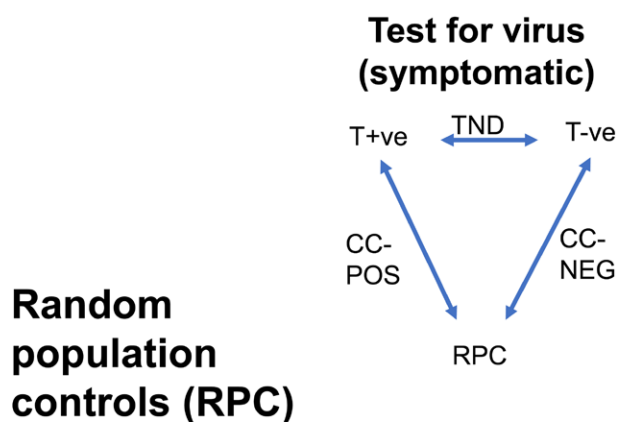 Test for virus
(symptomatic)
T+ve
TND
T-ve
CC-
POS
CC-
NEG
Random
population
controls (RPC)
RPC